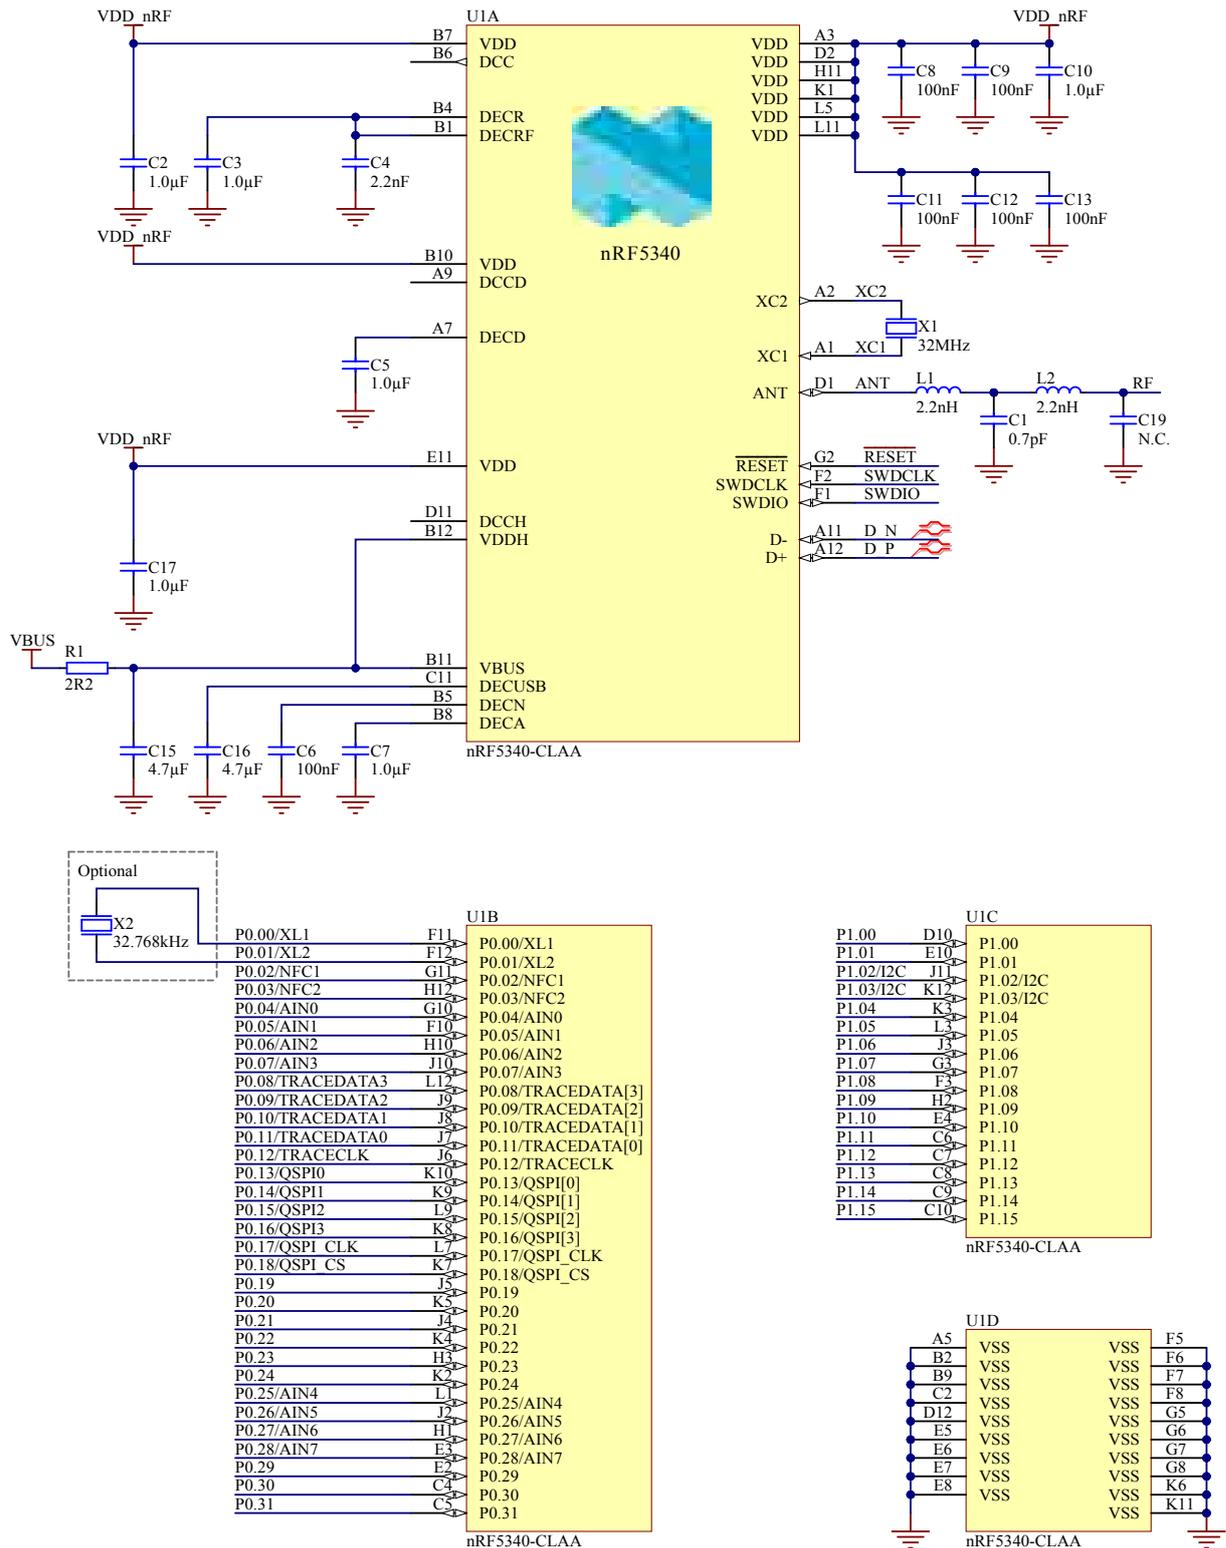 VDD_nRF
U1A
VDD_nRF
B7 VDD
B6 DCC
B4 DECR
B1 DECRF
C2 1.0µF
C3 1.0µF
C4 2.2nF
VDD_nRF
B10 VDD
A9 DCCD
A7 DECD
C5 1.0µF
VDD_nRF
E11 VDD
D11 DCCH
B12 VDDH
C17 1.0µF
VBUS
R1 2R2
B11 VBUS
C11 DECUSB
B5 DECN
B8 DECA
C15 4.7µF
C16 4.7µF
C6 100nF
C7 1.0µF
nRF5340
nRF5340-CLAA
VDD A3
VDD D2
VDD H11
VDD K1
VDD L5
VDD L11
C8 100nF
C9 100nF
C10 1.0µF
C11 100nF
C12 100nF
C13 100nF
XC2 A2 XC2
X1 32MHz
XC1 A1 XC1
ANT D1 ANT
L1 2.2nH
L2 2.2nH
RF
C1 0.7pF
C19 N.C.
RESET G2 RESET
SWDCLK F2 SWDCLK
SWDIO F1 SWDIO
D- A11 D_N
D+ A12 D_P
Optional
X2 32.768kHz
U1B
P0.00/XL1 F11 P0.00/XL1
P0.01/XL2 F12 P0.01/XL2
P0.02/NFC1 G11 P0.02/NFC1
P0.03/NFC2 H12 P0.03/NFC2
P0.04/AIN0 G10 P0.04/AIN0
P0.05/AIN1 F10 P0.05/AIN1
P0.06/AIN2 H10 P0.06/AIN2
P0.07/AIN3 J10 P0.07/AIN3
P0.08/TRACEDATA3 L12 P0.08/TRACEDATA[3]
P0.09/TRACEDATA2 J9 P0.09/TRACEDATA[2]
P0.10/TRACEDATA1 J8 P0.10/TRACEDATA[1]
P0.11/TRACEDATA0 J7 P0.11/TRACEDATA[0]
P0.12/TRACECLK J6 P0.12/TRACECLK
P0.13/QSPI0 K10 P0.13/QSPI[0]
P0.14/QSPI1 K9 P0.14/QSPI[1]
P0.15/QSPI2 L9 P0.15/QSPI[2]
P0.16/QSPI3 K8 P0.16/QSPI[3]
P0.17/QSPI_CLK L7 P0.17/QSPI_CLK
P0.18/QSPI_CS K7 P0.18/QSPI_CS
P0.19 J5 P0.19
P0.20 K5 P0.20
P0.21 J4 P0.21
P0.22 K4 P0.22
P0.23 H3 P0.23
P0.24 K2 P0.24
P0.25/AIN4 L1 P0.25/AIN4
P0.26/AIN5 J2 P0.26/AIN5
P0.27/AIN6 H1 P0.27/AIN6
P0.28/AIN7 E3 P0.28/AIN7
P0.29 E2 P0.29
P0.30 C4 P0.30
P0.31 C5 P0.31
nRF5340-CLAA
U1C
P1.00 D10 P1.00
P1.01 E10 P1.01
P1.02/I2C J11 P1.02/I2C
P1.03/I2C K12 P1.03/I2C
P1.04 K3 P1.04
P1.05 L3 P1.05
P1.06 J3 P1.06
P1.07 G3 P1.07
P1.08 F3 P1.08
P1.09 H2 P1.09
P1.10 E4 P1.10
P1.11 C6 P1.11
P1.12 C7 P1.12
P1.13 C8 P1.13
P1.14 C9 P1.14
P1.15 C10 P1.15
nRF5340-CLAA
U1D
A5 VSS VSS F5
B2 VSS VSS F6
B9 VSS VSS F7
C2 VSS VSS F8
D12 VSS VSS G5
E5 VSS VSS G6
E6 VSS VSS G7
E7 VSS VSS G8
E8 VSS VSS K6
VSS K11
nRF5340-CLAA